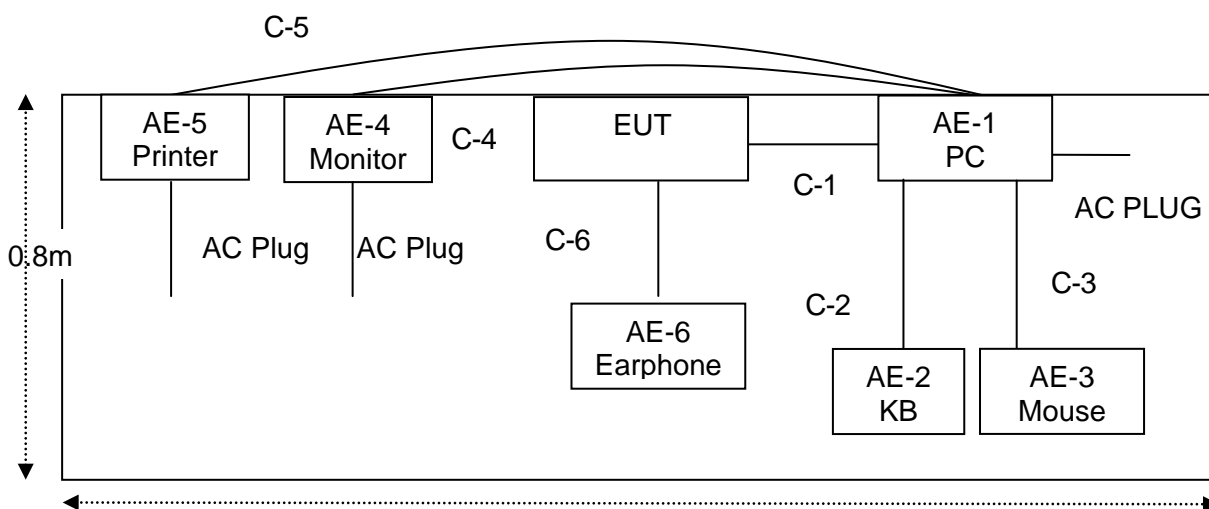 C-5
AE-5
Printer
AE-4
Monitor
C-4
EUT
AE-1
PC
C-1
AC PLUG
0.8m
AC Plug
AC Plug
C-6
C-3
C-2
AE-6
Earphone
AE-2
KB
AE-3
Mouse